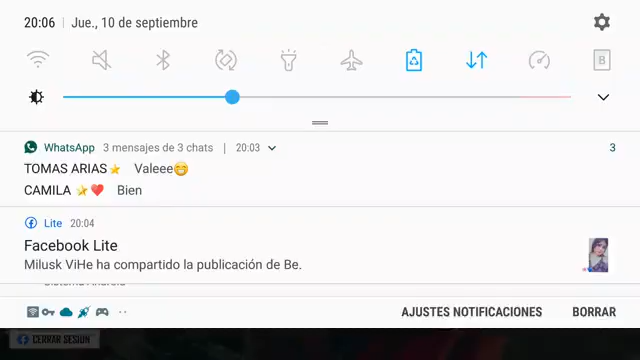 20:06 | Jue., 10 de septiembre
B
WhatsApp 3 mensajes de 3 chats | 20:03 3
TOMAS ARIAS⭐ Valeee😁
CAMILA ⭐❤️ Bien
Lite 20:04
Facebook Lite
Milusk ViHe ha compartido la publicación de Be.
Sistema Android
AJUSTES NOTIFICACIONES BORRAR
CERRAR SESIÓN